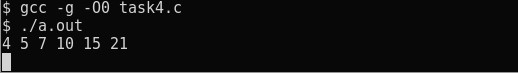 $ gcc -g -O0 task4.c
$ ./a.out
4 5 7 10 15 21